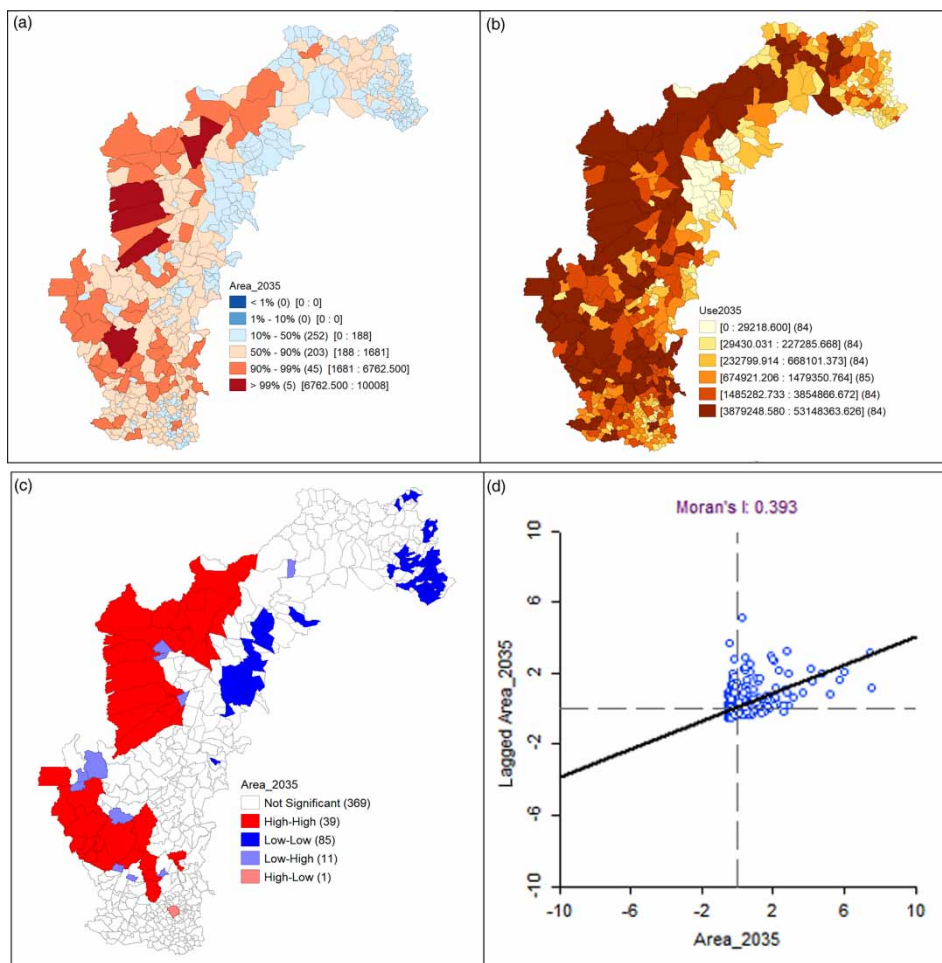 (a)
Area_2035
< 1% (0) [0 : 0]
1% - 10% (0) [0 : 0]
10% - 50% (252) [0 : 188]
50% - 90% (203) [188 : 1681]
90% - 99% (45) [1681 : 6762.500]
> 99% (5) [6762.500 : 10008]
(b)
Use2035
[0 : 29218.600] (84)
[29430.031 : 227285.668] (84)
[232799.914 : 668101.373] (84)
[674921.206 : 1479350.764] (85)
[1485282.733 : 3854866.672] (84)
[3879248.580 : 53148363.626] (84)
(c)
Area_2035
Not Significant (369)
High-High (39)
Low-Low (85)
Low-High (11)
High-Low (1)
(d)
Moran's I: 0.393
Lagged Area_2035
10
6
2
-2
-6
-10
-10 -6 -2 2 6 10
Area_2035